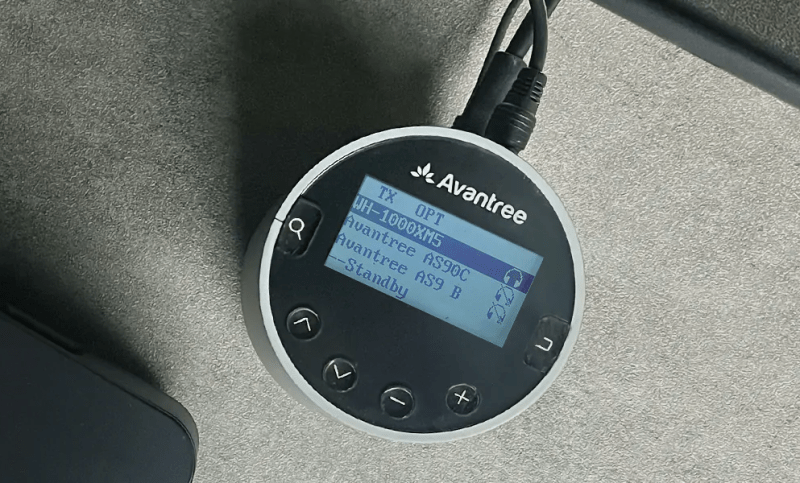 Avantree
TX OPT
WH-1000XM5
Avantree AS90C
Avantree AS9 B
--Standby